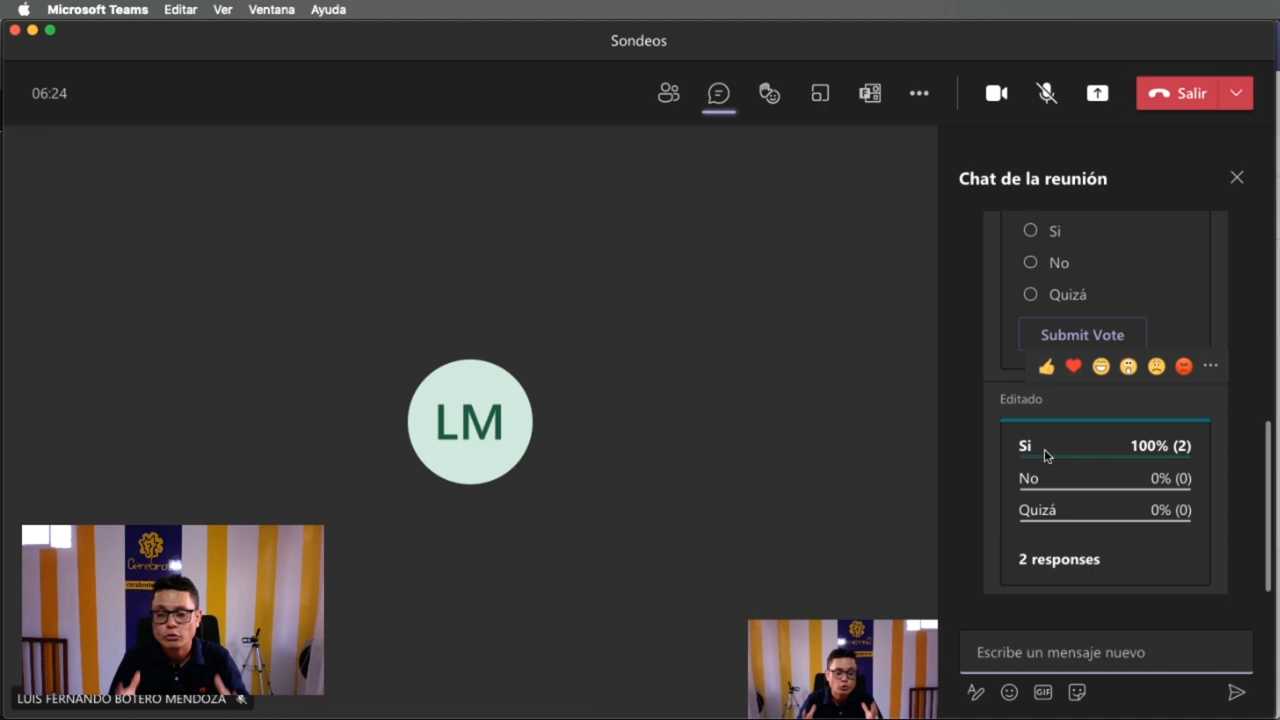 Microsoft Teams Editar Ver Ventana Ayuda
Sondeos
06:24
Salir
Chat de la reunión
Si
No
Quizá
Submit Vote
Editado
Si 100% (2)
No 0% (0)
Quizá 0% (0)
2 responses
LM
LUIS FERNANDO BOTERO MENDOZA
Escribe un mensaje nuevo
GIF